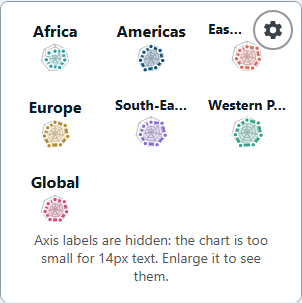 Africa
Americas
Eas...
Europe
South-Ea...
Western P...
Global
Axis labels are hidden: the chart is too
small for 14px text. Enlarge it to see
them.